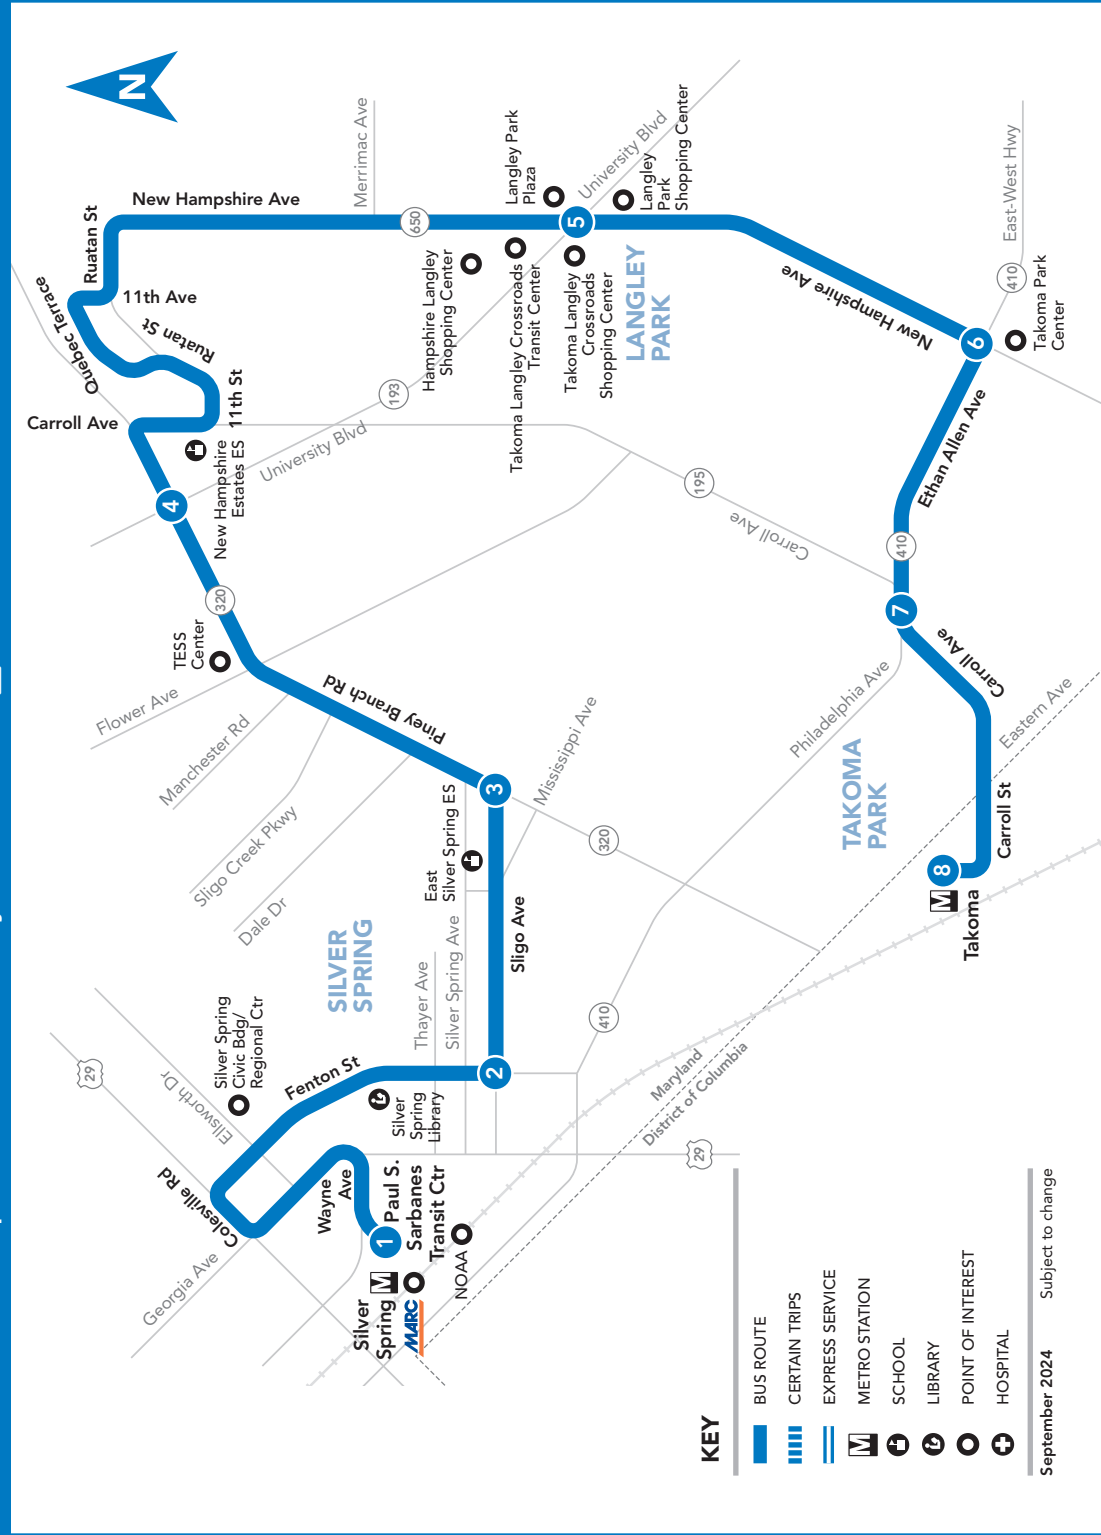 N
Merrimac Ave
New Hampshire Ave
Ruatan St
Quebec Terrace
11th Ave
Ruatan St
11th St
Carroll Ave
New Hampshire
Estates ES
University Blvd
193
650
Hampshire Langley
Shopping Center
Takoma Langley Crossroads
Transit Center
Takoma Langley
Crossroads
Shopping Center
Langley Park
Plaza
University Blvd
Langley
Park
Shopping Center
LANGLEY
PARK
5
4
320
TESS
Center
Flower Ave
Manchester Rd
Sligo Creek Pkwy
Dale Dr
Piney Branch Rd
Mississippi Ave
3
East
Silver Spring ES
320
Sligo Ave
Silver Spring Ave
Thayer Ave
SILVER
SPRING
2
410
Fenton St
Silver Spring
Civic Bdg/
Regional Ctr
Ellsworth Dr
29
Colesville Rd
Georgia Ave
Wayne
Ave
Silver
Spring
Library
1
Paul S.
Sarbanes
Transit Ctr
Silver
Spring
M
MARC
NOAA
29
Maryland
District of Columbia
New Hampshire Ave
East-West Hwy
410
6
Takoma Park
Center
Ethan Allen Ave
410
195
Carroll Ave
7
Carroll Ave
Philadelphia Ave
Eastern Ave
TAKOMA
PARK
Carroll St
8
M
Takoma
KEY
BUS ROUTE
CERTAIN TRIPS
EXPRESS SERVICE
M METRO STATION
SCHOOL
LIBRARY
POINT OF INTEREST
HOSPITAL
September 2024 Subject to change